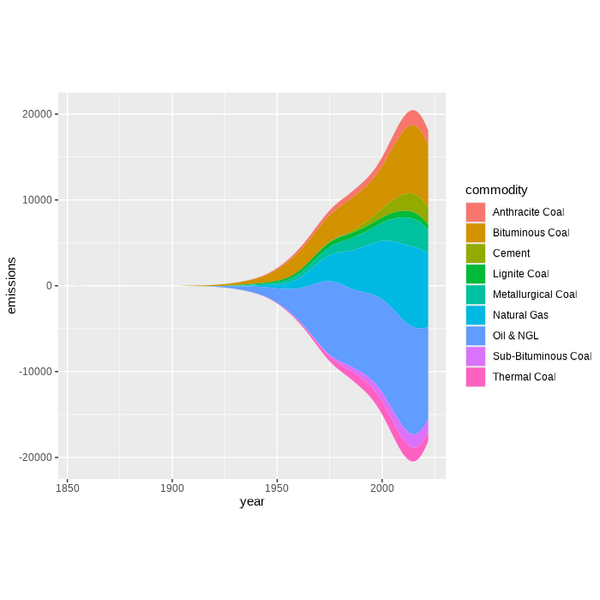 20000
10000
0
-10000
-20000
emissions
1850
1900
1950
2000
year
commodity
Anthracite Coal
Bituminous Coal
Cement
Lignite Coal
Metallurgical Coal
Natural Gas
Oil & NGL
Sub-Bituminous Coal
Thermal Coal